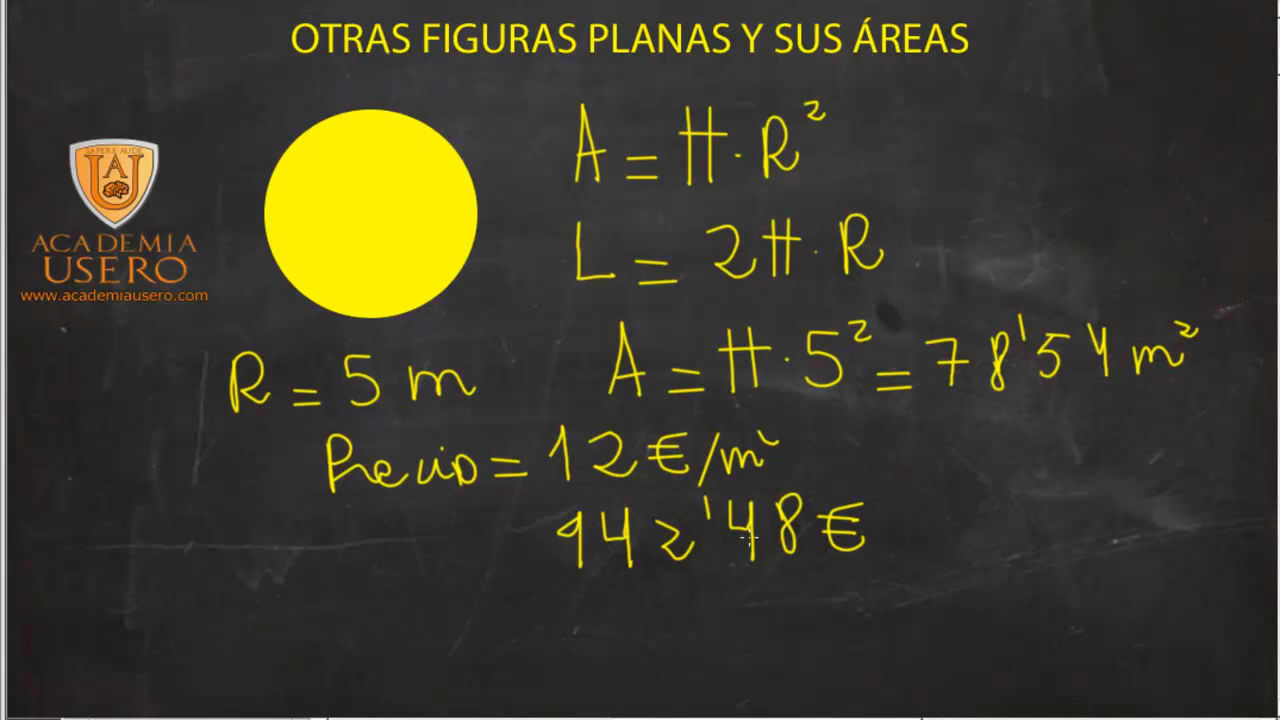 OTRAS FIGURAS PLANAS Y SUS ÁREAS
SAPERE AUDE
UA
ACADEMIA
USERO
www.academiausero.com
A = π · R²
L = 2π · R
R = 5 m
A = π · 5² = 78'54 m²
Precio = 12 € / m²
942'48 €